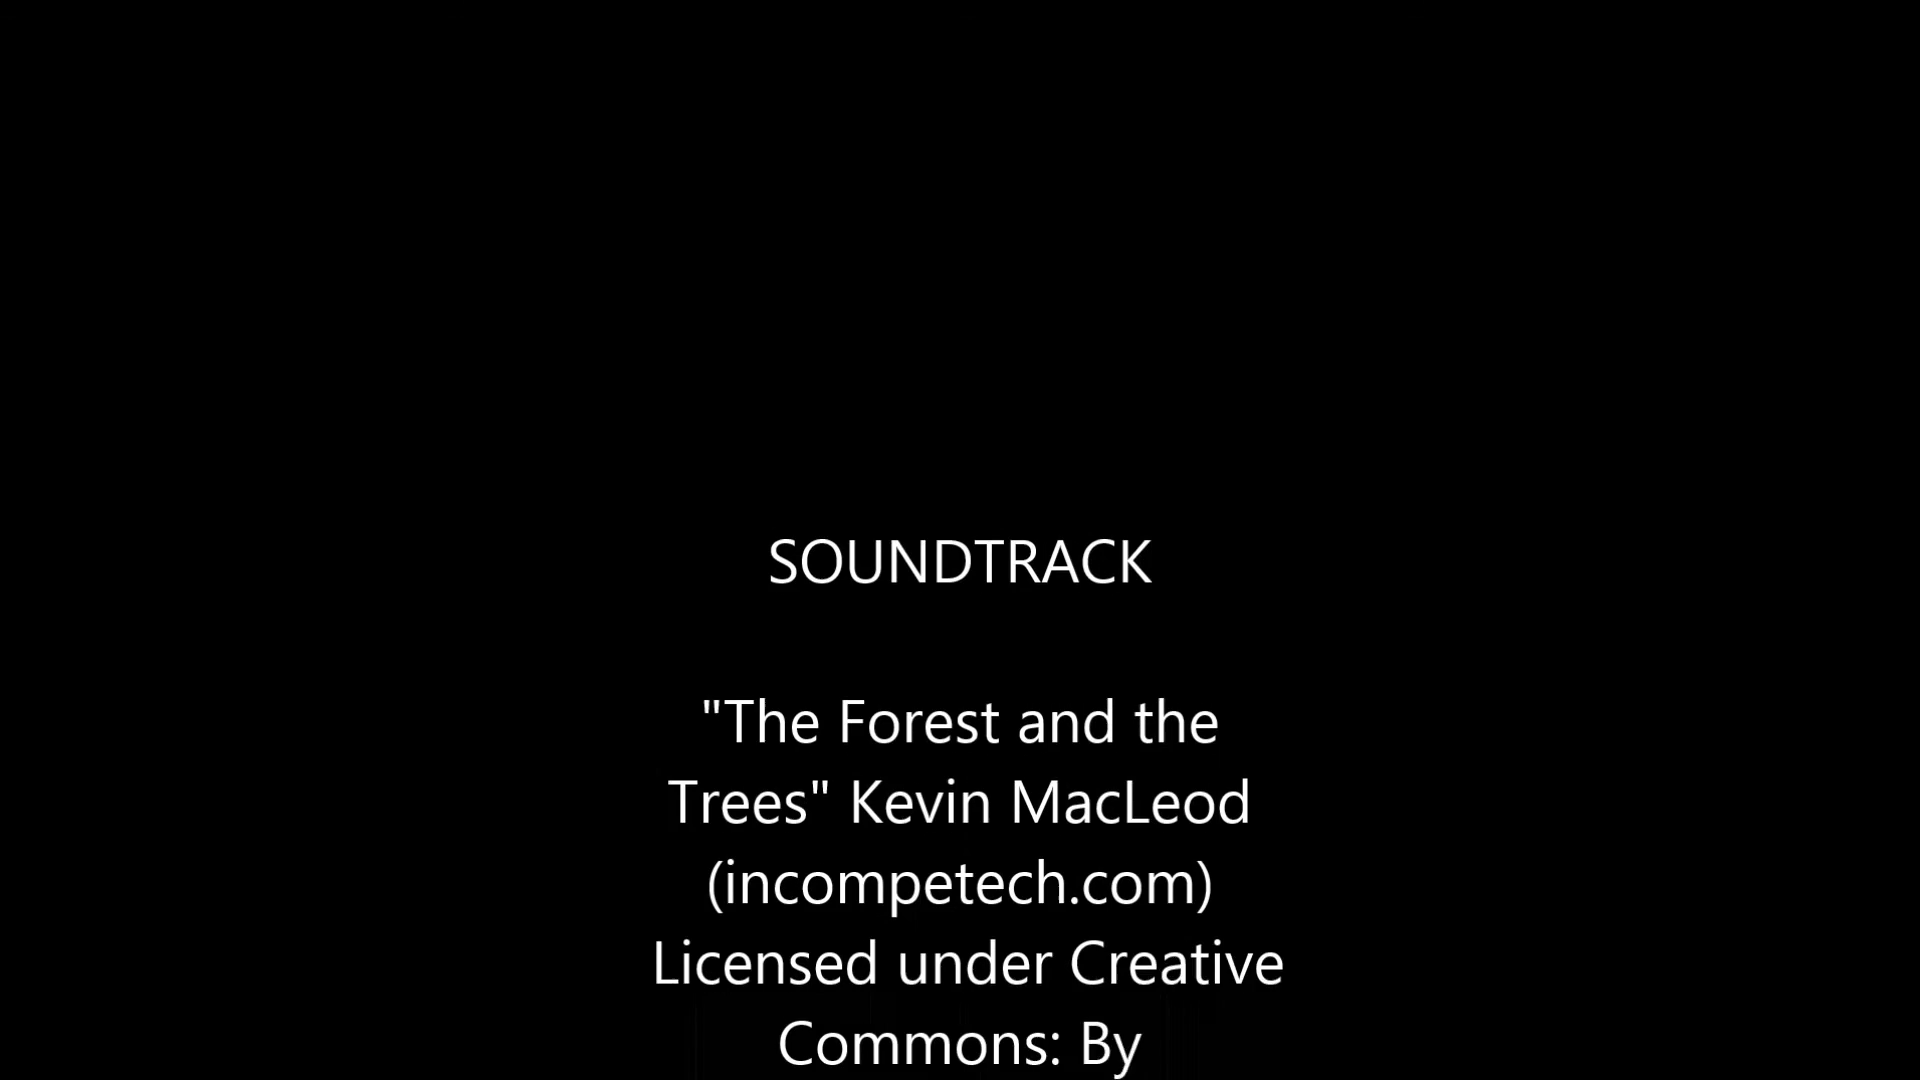 SOUNDTRACK
"The Forest and the
Trees" Kevin MacLeod
(incompetech.com)
Licensed under Creative
Commons: By